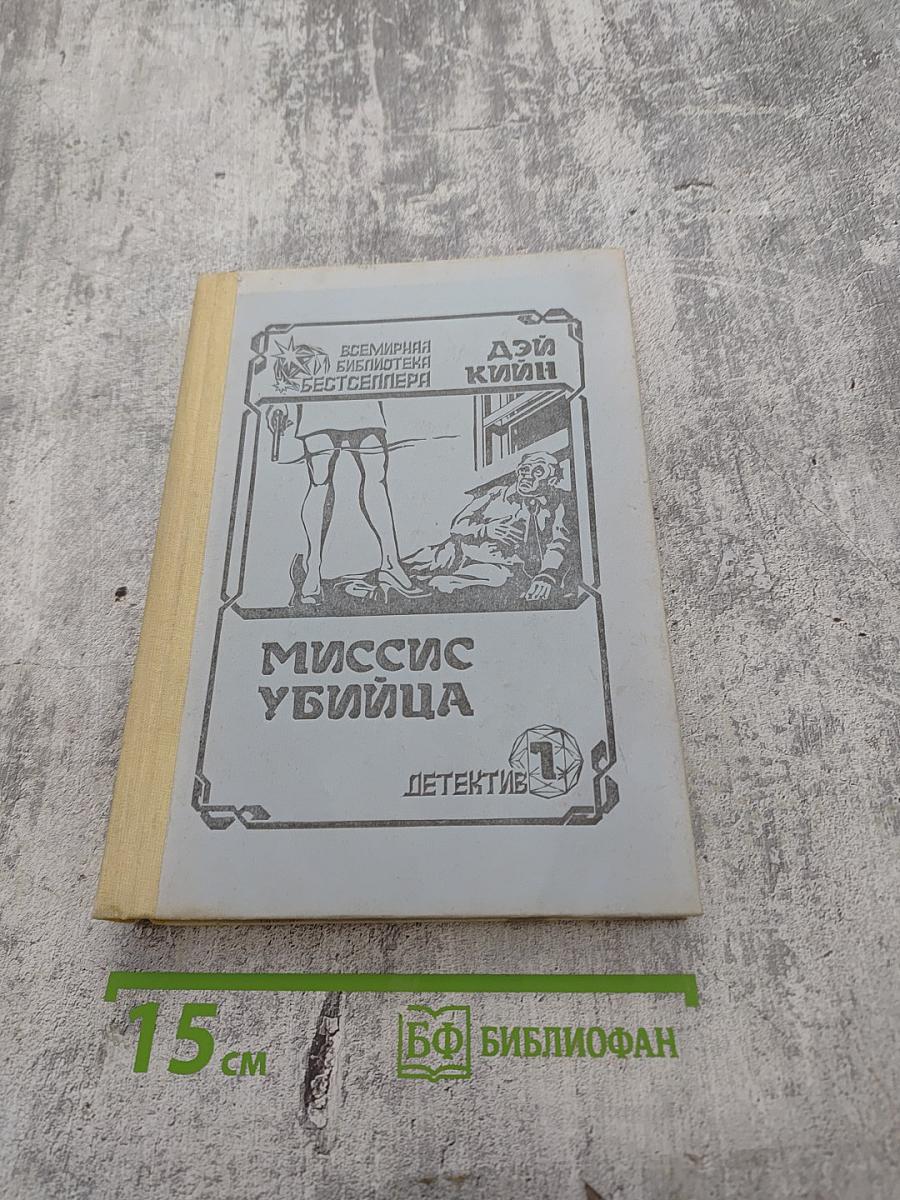 ВСЕМИРНАЯ
БИБЛИОТЕКА
БЕСТСЕЛЛЕРА
ДЭЙ
КИЙН
МИССИС
УБИЙЦА
ДЕТЕКТИВ 1
15 см
БФ БИБЛИОФАН